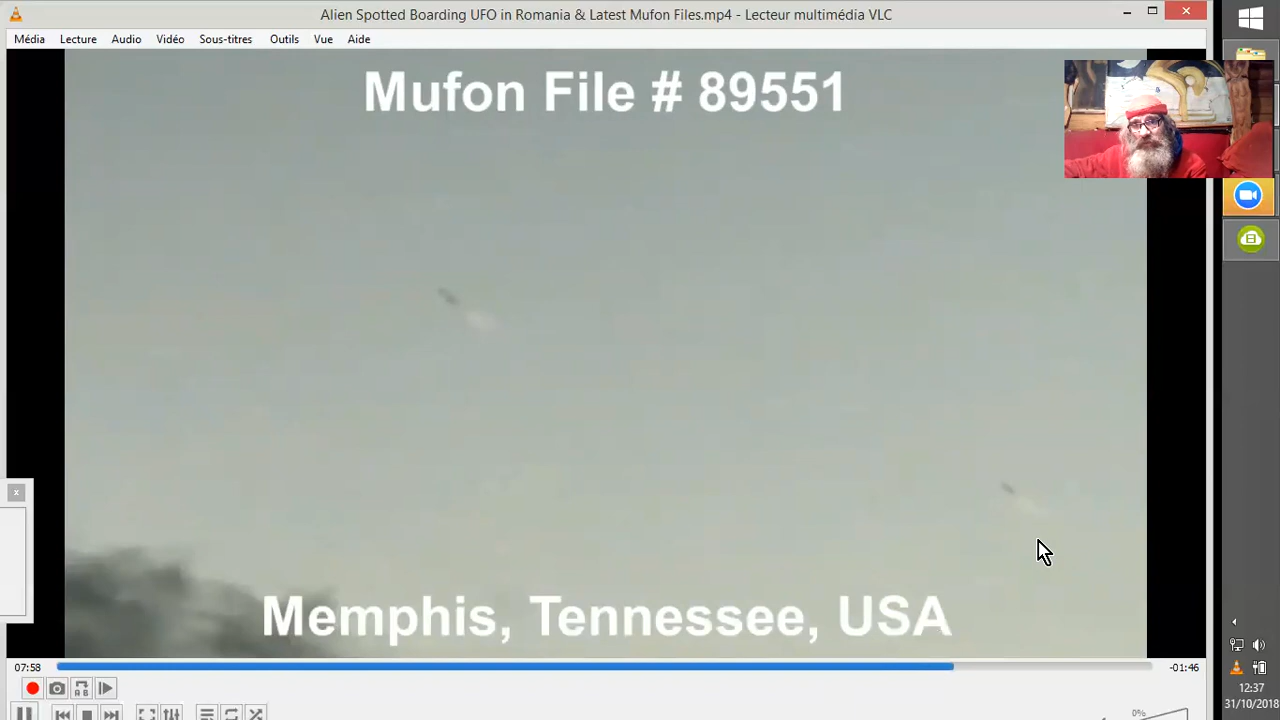 Alien Spotted Boarding UFO in Romania & Latest Mufon Files.mp4 - Lecteur multimédia VLC
Média Lecture Audio Vidéo Sous-titres Outils Vue Aide
Mufon File # 89551
Memphis, Tennessee, USA
07:58
-01:46
A B
0%
12:37
31/10/2018